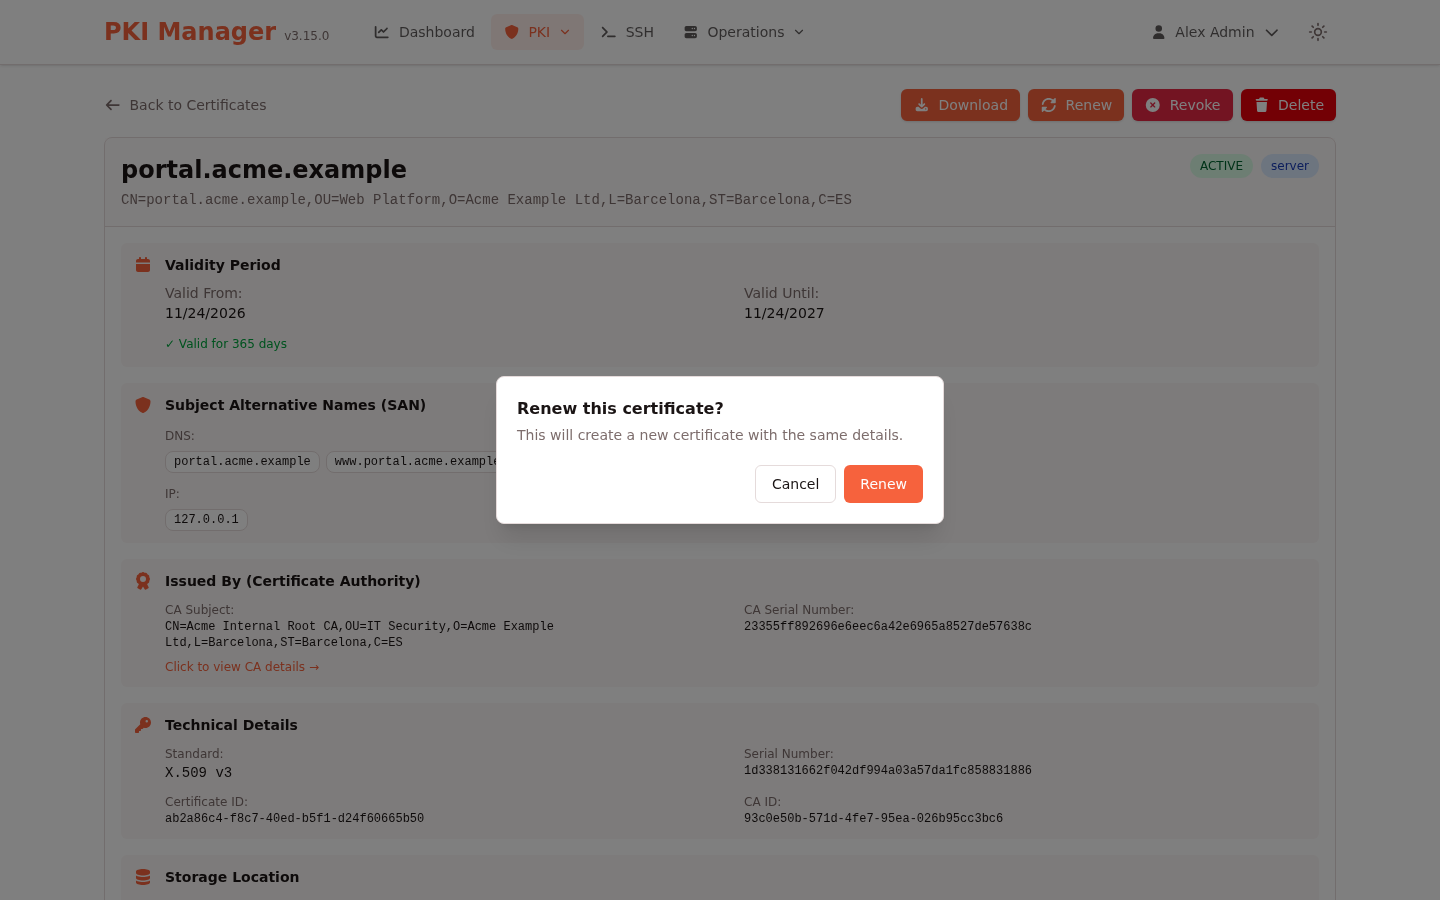 PKI Manager v3.15.0 Dashboard PKI SSH Operations Alex Admin
Back to Certificates Download Renew Revoke Delete
portal.acme.example ACTIVE server
CN=portal.acme.example,OU=Web Platform,O=Acme Example Ltd,L=Barcelona,ST=Barcelona,C=ES
Validity Period
Valid From: Valid Until:
11/24/2026 11/24/2027
✓ Valid for 365 days
Subject Alternative Names (SAN)
DNS:
portal.acme.example www.portal.acme.example
IP:
127.0.0.1
Renew this certificate?
This will create a new certificate with the same details.
Cancel Renew
Issued By (Certificate Authority)
CA Subject: CA Serial Number:
CN=Acme Internal Root CA,OU=IT Security,O=Acme Example 23355ff892696e6eec6a42e6965a8527de57638c
Ltd,L=Barcelona,ST=Barcelona,C=ES
Click to view CA details →
Technical Details
Standard: Serial Number:
X.509 v3 1d338131662f042df994a03a57da1fc858831886
Certificate ID: CA ID:
ab2a86c4-f8c7-40ed-b5f1-d24f60665b50 93c0e50b-571d-4fe7-95ea-026b95cc3bc6
Storage Location